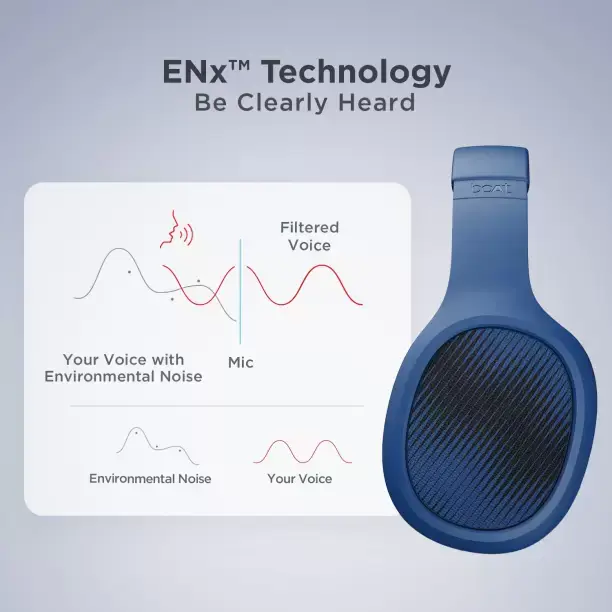 ENx™ Technology
Be Clearly Heard
boAt
Filtered
Voice
Your Voice with
Environmental Noise
Mic
Environmental Noise
Your Voice